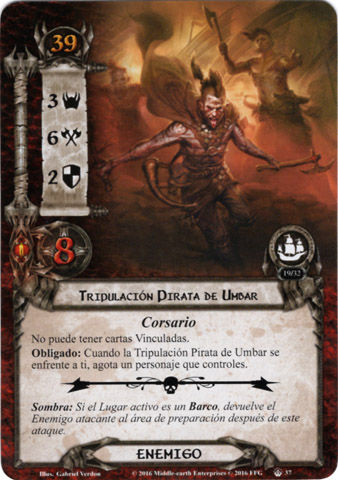 39
3
6
2
8
19/32
Tripulación Pirata de Umbar
Corsario
No puede tener cartas Vinculadas.
Obligado: Cuando la Tripulación Pirata de Umbar se
enfrente a ti, agota un personaje que controles.
Sombra: Si el Lugar activo es un Barco, devuelve el
Enemigo atacante al área de preparación después de este
ataque.
ENEMIGO
Illus. Gabriel Verdon
© 2016 Middle-earth Enterprises © 2016 FFG
37